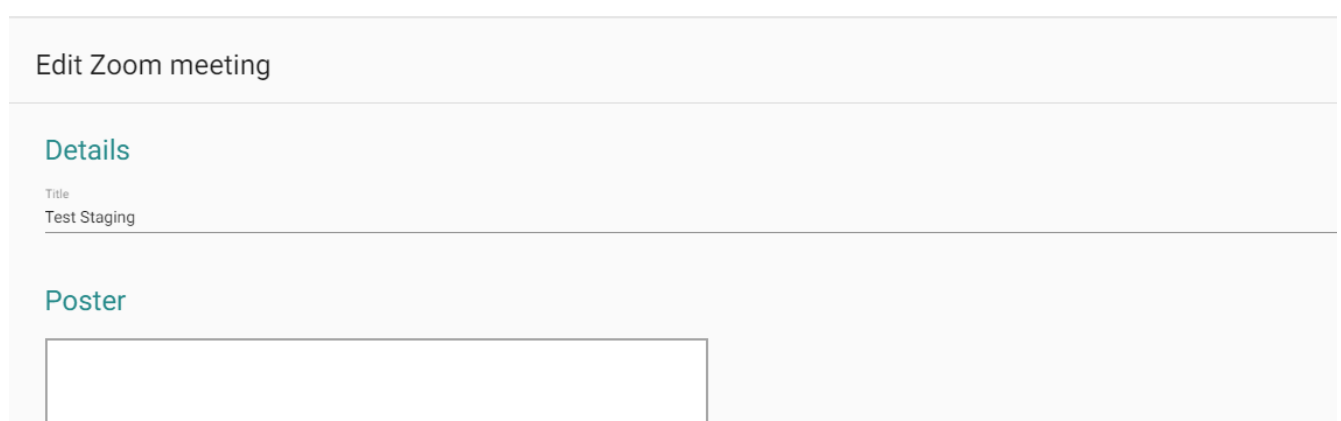 Edit Zoom meeting
Details
Title
Test Staging
Poster